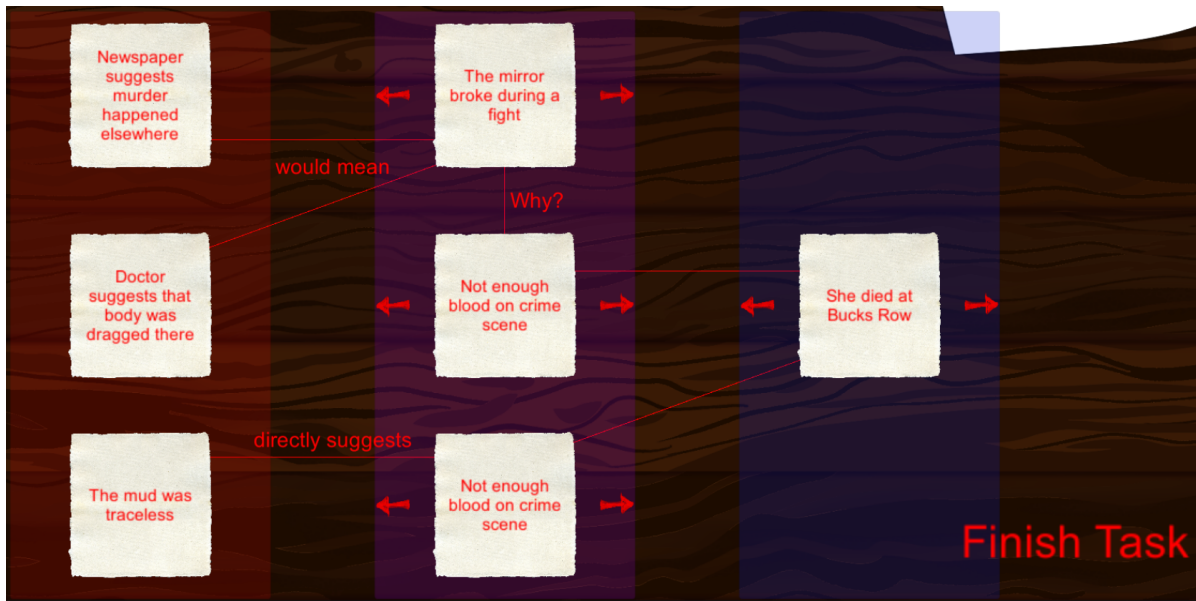 Newspaper
suggests
murder
happened
elsewhere
The mirror
broke during a
fight
would mean
Why?
Doctor
suggests that
body was
dragged there
Not enough
blood on crime
scene
She died at
Bucks Row
directly suggests
The mud was
traceless
Not enough
blood on crime
scene
Finish Task